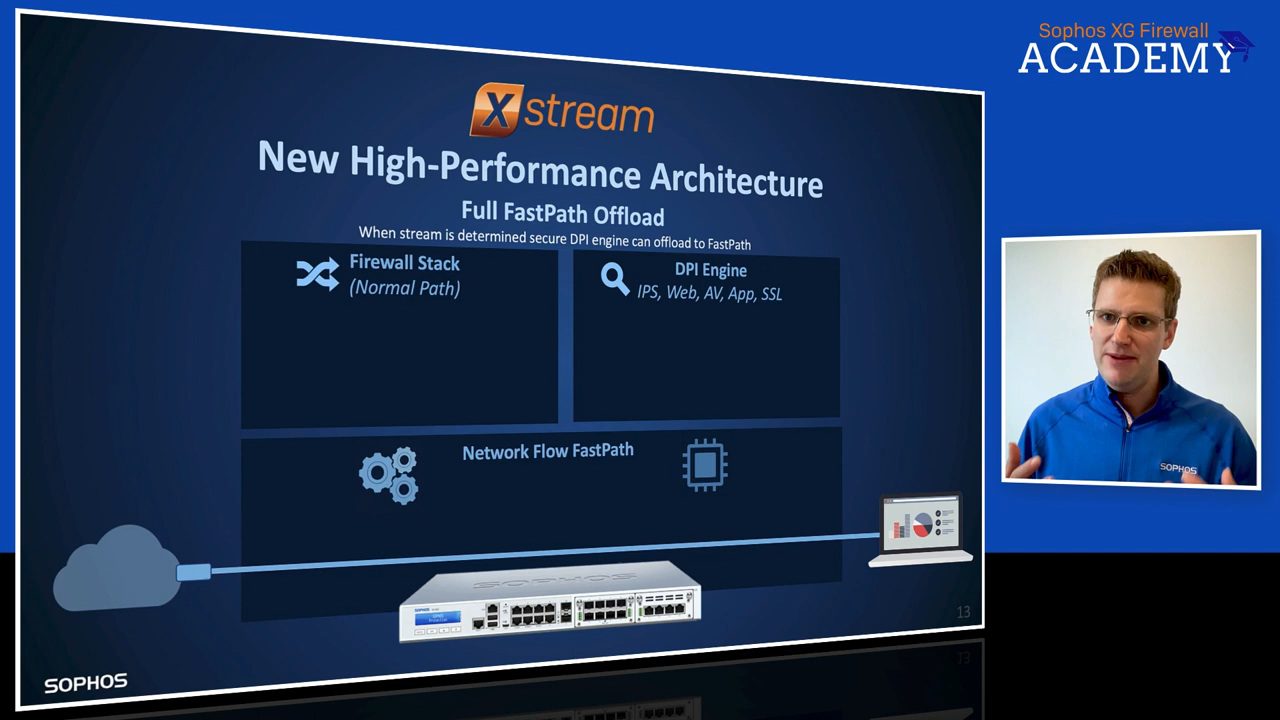 Sophos XG Firewall
ACADEMY
Xstream
New High-Performance Architecture
Full FastPath Offload
When stream is determined secure DPI engine can offload to FastPath
Firewall Stack
(Normal Path)
DPI Engine
IPS, Web, AV, App, SSL
Network Flow FastPath
SOPHOS
SOPHOS
SOPHOS
13
SOPHOS